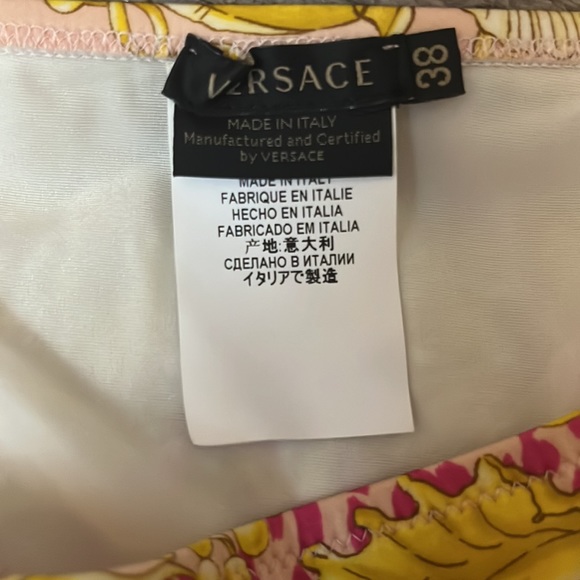 VERSACE
38
MADE IN ITALY
Manufactured and Certified
by VERSACE
MADE IN ITALY
FABRIQUE EN ITALIE
HECHO EN ITALIA
FABRICADO EM ITALIA
产地:意大利
СДЕЛАНО В ИТАЛИИ
イタリアで製造